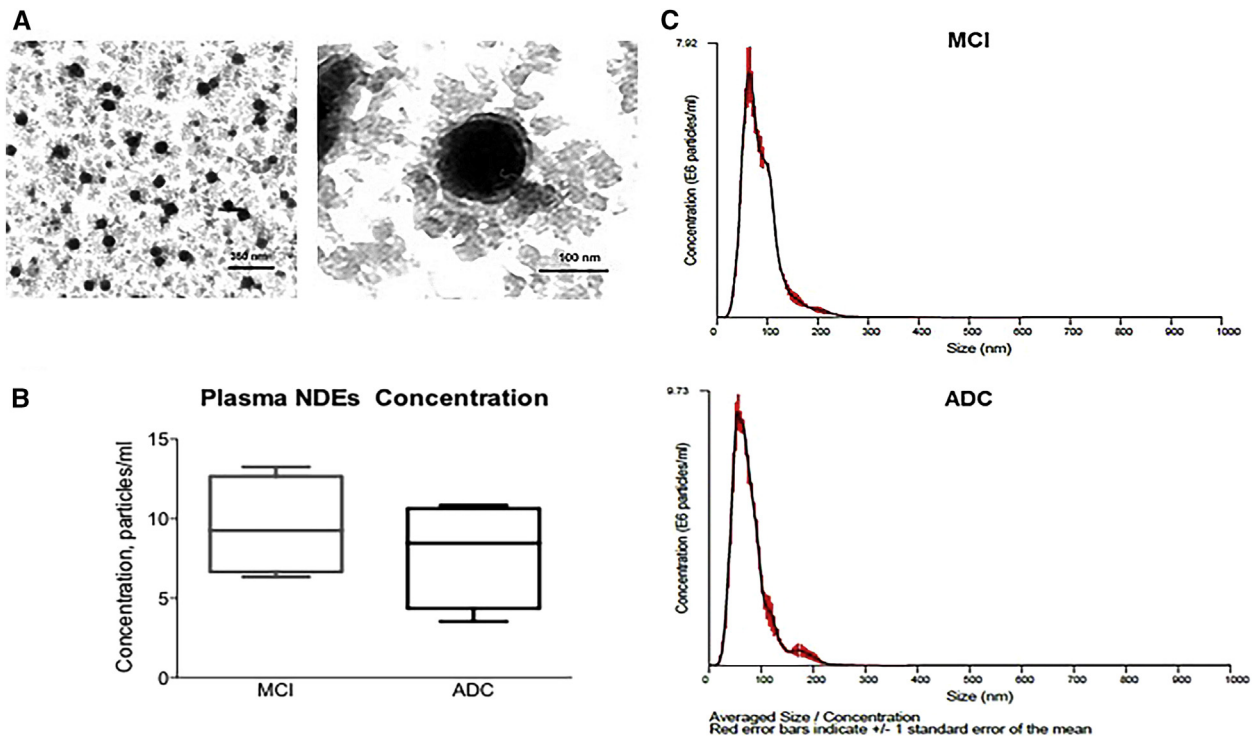 A
350 nm
100 nm
B
Plasma NDEs Concentration
Concentration, particles/ml
15
10
5
0
MCI
ADC
C
MCI
7.92
Concentration (E6 particles/ml)
0 100 200 300 400 500 600 700 800 900 1000
Size (nm)
ADC
9.73
Concentration (E6 particles/ml)
0 100 200 300 400 500 600 700 800 900 1000
Size (nm)
Averaged Size / Concentration
Red error bars indicate +/- 1 standard error of the mean